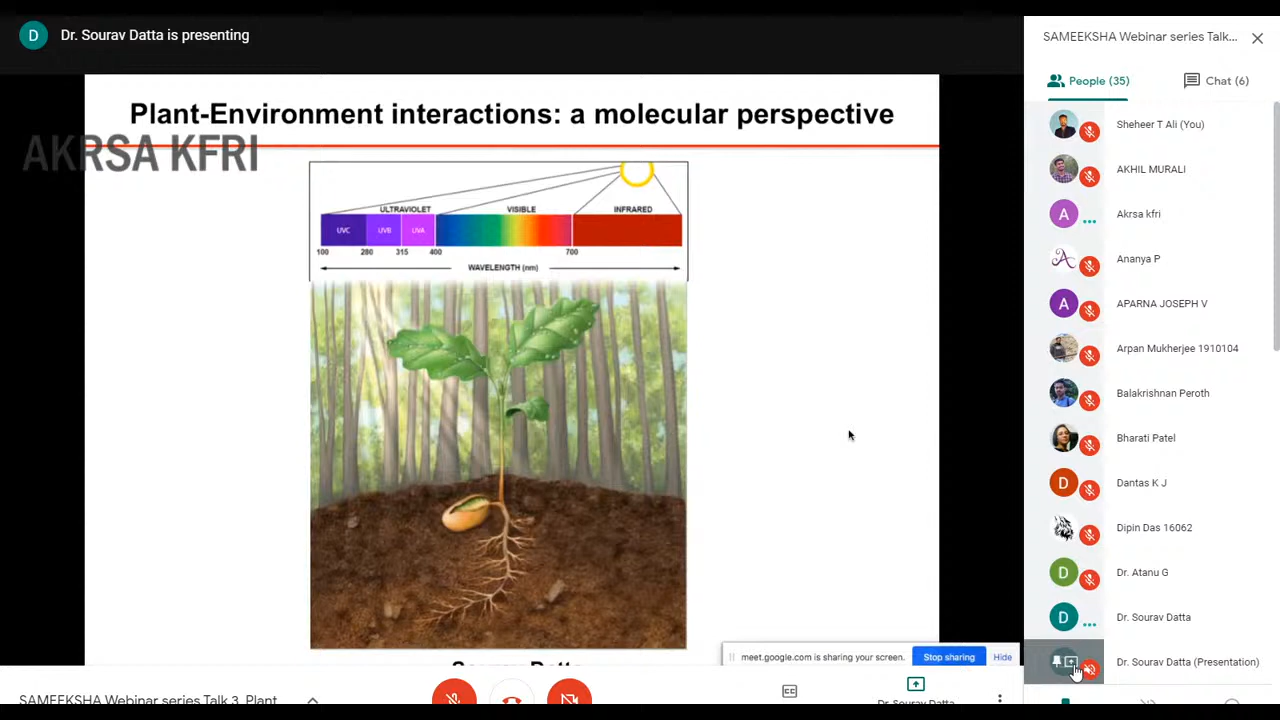 D
Dr. Sourav Datta is presenting
Plant-Environment interactions: a molecular perspective
AKRSA KFRI
ULTRAVIOLET VISIBLE INFRARED
UVC UVB UVA
100 280 315 400 700
WAVELENGTH (nm)
meet.google.com is sharing your screen. Stop sharing Hide
SAMEEKSHA Webinar series Talk 3 Plant
CC
Dr. Sourav Datta
SAMEEKSHA Webinar series Talk...
People (35) Chat (6)
Sheheer T Ali (You)
AKHIL MURALI
A Akrsa kfri
A Ananya P
A APARNA JOSEPH V
Arpan Mukherjee 1910104
Balakrishnan Peroth
Bharati Patel
D Dantas K J
Dipin Das 16062
D Dr. Atanu G
D Dr. Sourav Datta
Dr. Sourav Datta (Presentation)